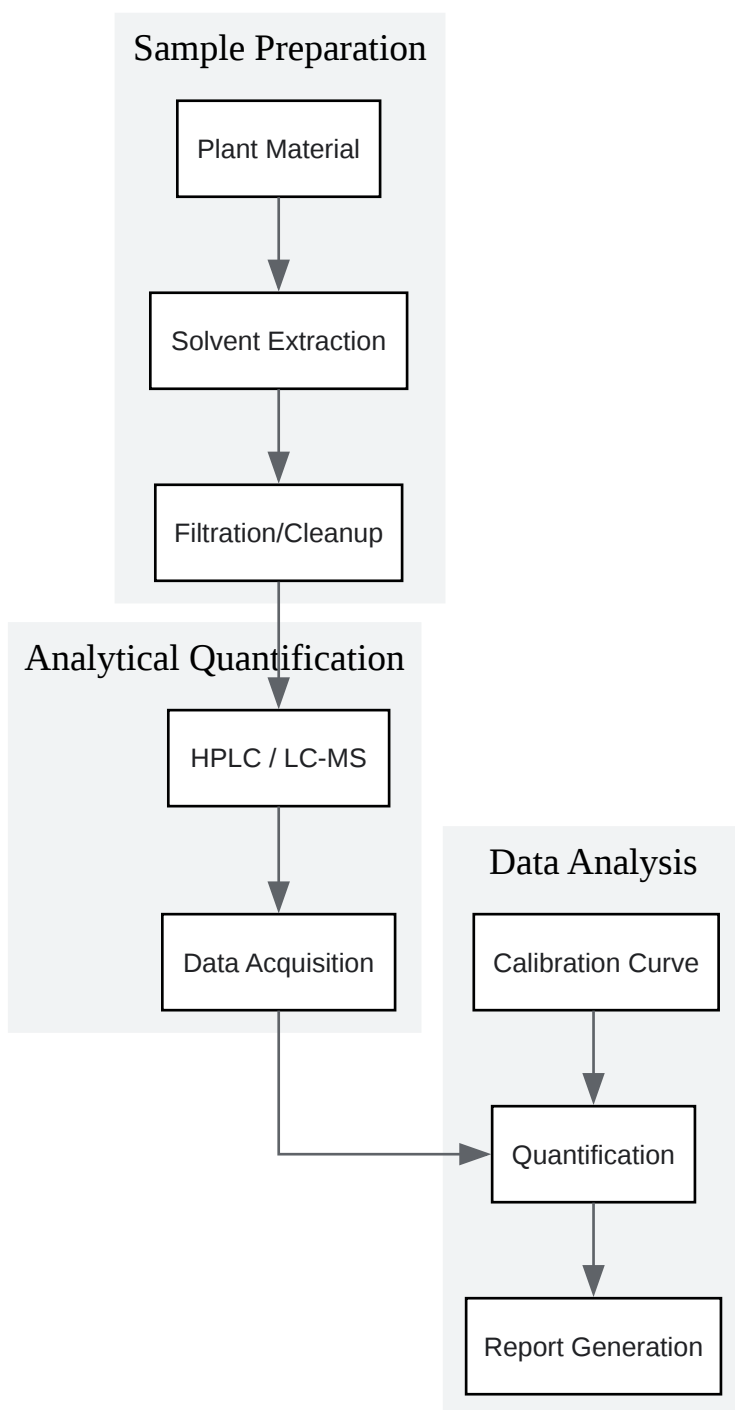 Sample Preparation
Plant Material
Solvent Extraction
Filtration/Cleanup
Analytical Quantification
HPLC / LC-MS
Data Acquisition
Data Analysis
Calibration Curve
Quantification
Report Generation